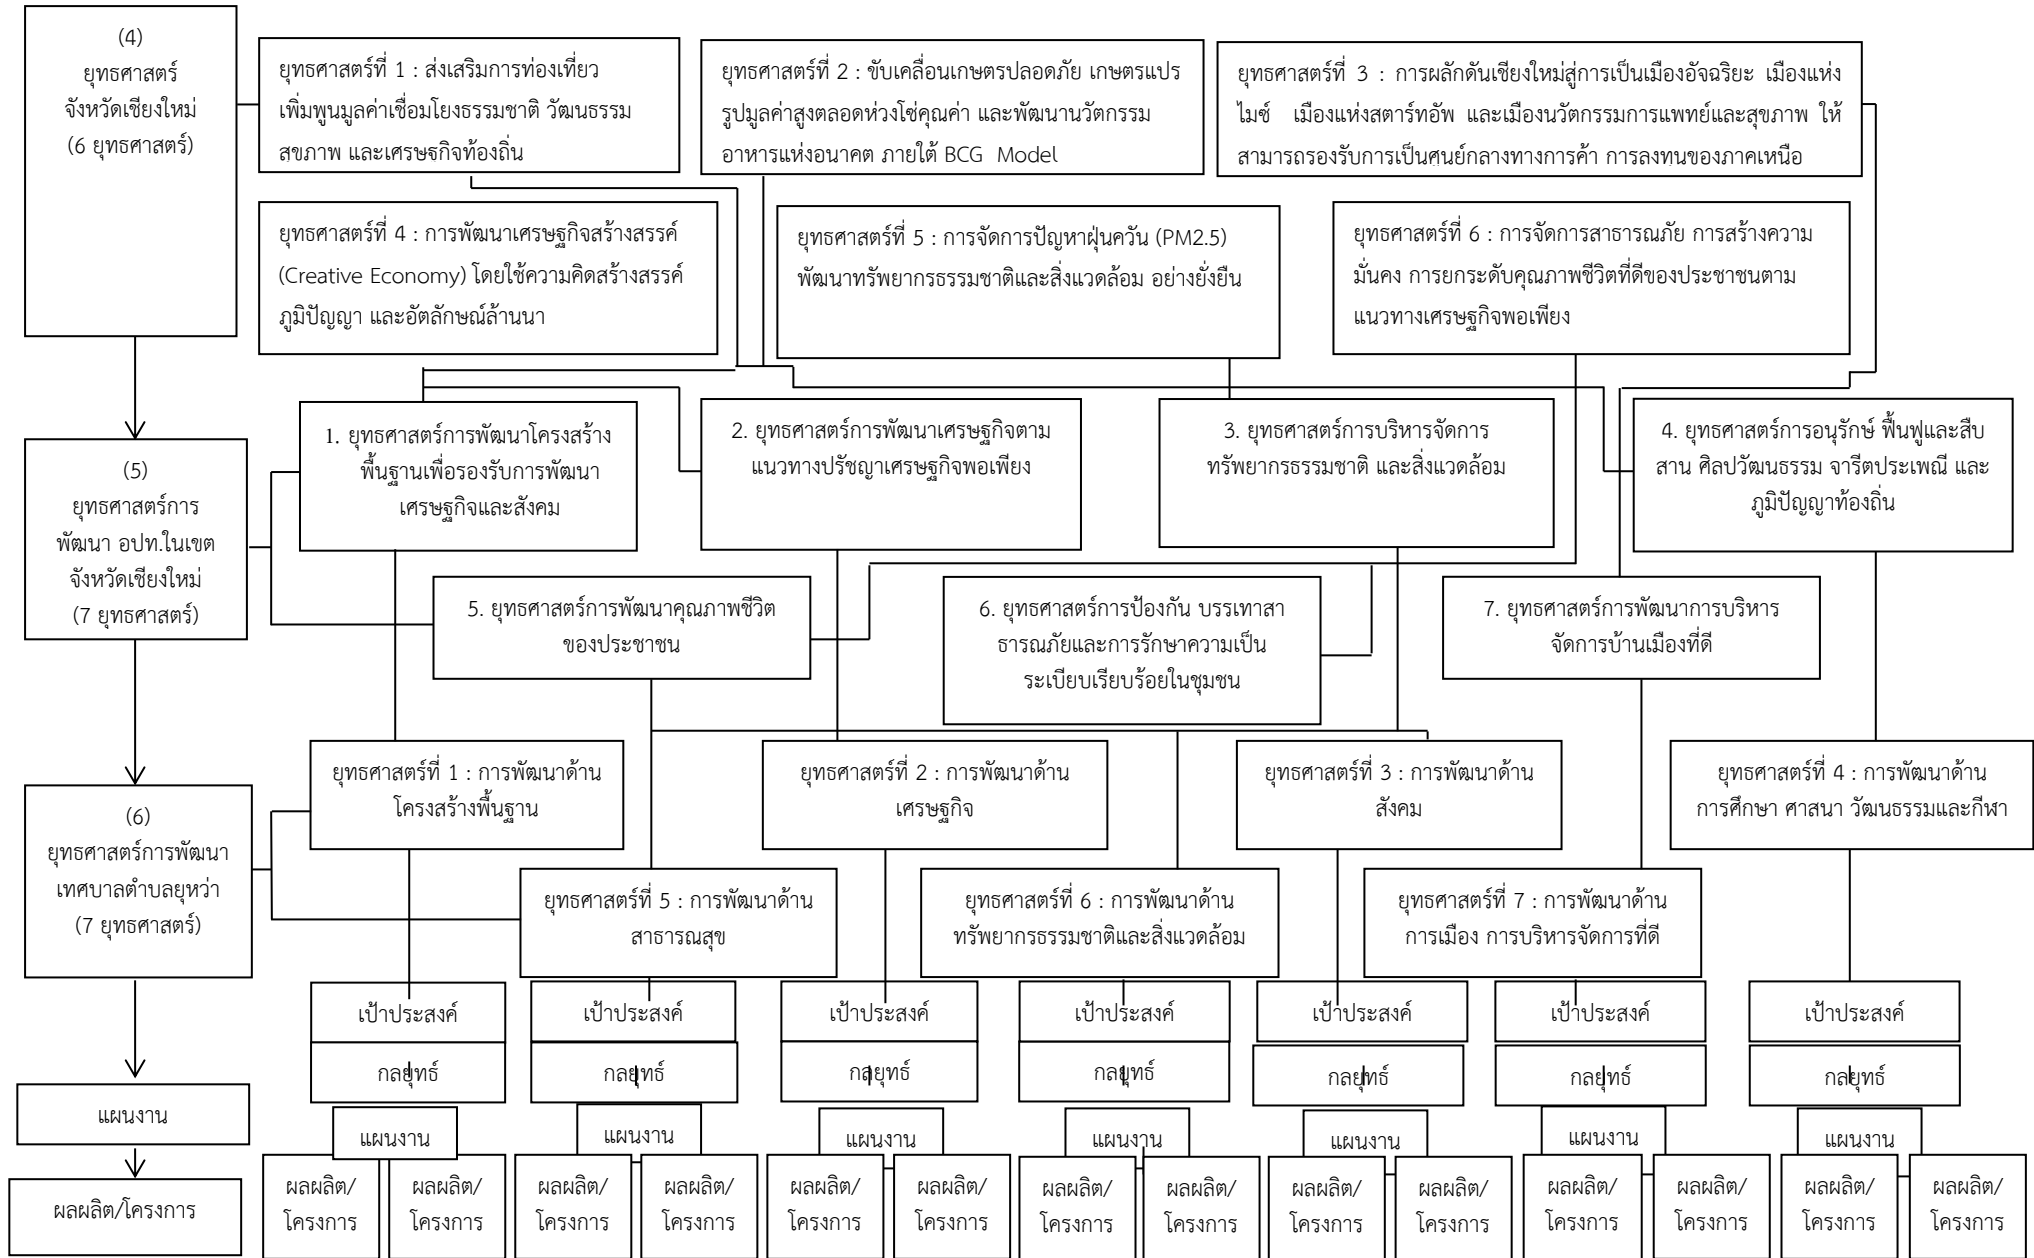 (4)
ยุทธศาสตร์
จังหวัดเชียงใหม่
(6 ยุทธศาสตร์)
ยุทธศาสตร์ที่ 1 : ส่งเสริมการท่องเที่ยว
เพิ่มพูนมูลค่าเชื่อมโยงธรรมชาติ วัฒนธรรม
สุขภาพ และเศรษฐกิจท้องถิ่น
ยุทธศาสตร์ที่ 2 : ขับเคลื่อนเกษตรปลอดภัย เกษตรแปร
รูปมูลค่าสูงตลอดห่วงโซ่คุณค่า และพัฒนานวัตกรรม
อาหารแห่งอนาคต ภายใต้ BCG Model
ยุทธศาสตร์ที่ 3 : การผลักดันเชียงใหม่สู่การเป็นเมืองอัจฉริยะ เมืองแห่ง
ไมซ์ เมืองแห่งสตาร์ทอัพ และเมืองนวัตกรรมการแพทย์และสุขภาพ ให้
สามารถรองรับการเป็นศูนย์กลางทางการค้า การลงทุนของภาคเหนือ
ยุทธศาสตร์ที่ 4 : การพัฒนาเศรษฐกิจสร้างสรรค์
(Creative Economy) โดยใช้ความคิดสร้างสรรค์
ภูมิปัญญา และอัตลักษณ์ล้านนา
ยุทธศาสตร์ที่ 5 : การจัดการปัญหาฝุ่นควัน (PM2.5)
พัฒนาทรัพยากรธรรมชาติและสิ่งแวดล้อม อย่างยั่งยืน
ยุทธศาสตร์ที่ 6 : การจัดการสาธารณภัย การสร้างความ
มั่นคง การยกระดับคุณภาพชีวิตที่ดีของประชาชนตาม
แนวทางเศรษฐกิจพอเพียง
(5)
ยุทธศาสตร์การ
พัฒนา อปท.ในเขต
จังหวัดเชียงใหม่
(7 ยุทธศาสตร์)
1. ยุทธศาสตร์การพัฒนาโครงสร้าง
พื้นฐานเพื่อรองรับการพัฒนา
เศรษฐกิจและสังคม
2. ยุทธศาสตร์การพัฒนาเศรษฐกิจตาม
แนวทางปรัชญาเศรษฐกิจพอเพียง
3. ยุทธศาสตร์การบริหารจัดการ
ทรัพยากรธรรมชาติ และสิ่งแวดล้อม
4. ยุทธศาสตร์การอนุรักษ์ ฟื้นฟูและสืบ
สาน ศิลปวัฒนธรรม จารีตประเพณี และ
ภูมิปัญญาท้องถิ่น
5. ยุทธศาสตร์การพัฒนาคุณภาพชีวิต
ของประชาชน
6. ยุทธศาสตร์การป้องกัน บรรเทาสา
ธารณภัยและการรักษาความเป็น
ระเบียบเรียบร้อยในชุมชน
7. ยุทธศาสตร์การพัฒนาการบริหาร
จัดการบ้านเมืองที่ดี
(6)
ยุทธศาสตร์การพัฒนา
เทศบาลตำบลยุหว่า
(7 ยุทธศาสตร์)
ยุทธศาสตร์ที่ 1 : การพัฒนาด้าน
โครงสร้างพื้นฐาน
ยุทธศาสตร์ที่ 2 : การพัฒนาด้าน
เศรษฐกิจ
ยุทธศาสตร์ที่ 3 : การพัฒนาด้าน
สังคม
ยุทธศาสตร์ที่ 4 : การพัฒนาด้าน
การศึกษา ศาสนา วัฒนธรรมและกีฬา
ยุทธศาสตร์ที่ 5 : การพัฒนาด้าน
สาธารณสุข
ยุทธศาสตร์ที่ 6 : การพัฒนาด้าน
ทรัพยากรธรรมชาติและสิ่งแวดล้อม
ยุทธศาสตร์ที่ 7 : การพัฒนาด้าน
การเมือง การบริหารจัดการที่ดี
เป้าประสงค์
เป้าประสงค์
เป้าประสงค์
เป้าประสงค์
เป้าประสงค์
เป้าประสงค์
เป้าประสงค์
กลยุทธ์
กลยุทธ์
กลยุทธ์
กลยุทธ์
กลยุทธ์
กลยุทธ์
กลยุทธ์
แผนงาน
แผนงาน
แผนงาน
แผนงาน
แผนงาน
แผนงาน
แผนงาน
แผนงาน
ผลผลิต/โครงการ
ผลผลิต/
โครงการ
ผลผลิต/
โครงการ
ผลผลิต/
โครงการ
ผลผลิต/
โครงการ
ผลผลิต/
โครงการ
ผลผลิต/
โครงการ
ผลผลิต/
โครงการ
ผลผลิต/
โครงการ
ผลผลิต/
โครงการ
ผลผลิต/
โครงการ
ผลผลิต/
โครงการ
ผลผลิต/
โครงการ
ผลผลิต/
โครงการ
ผลผลิต/
โครงการ